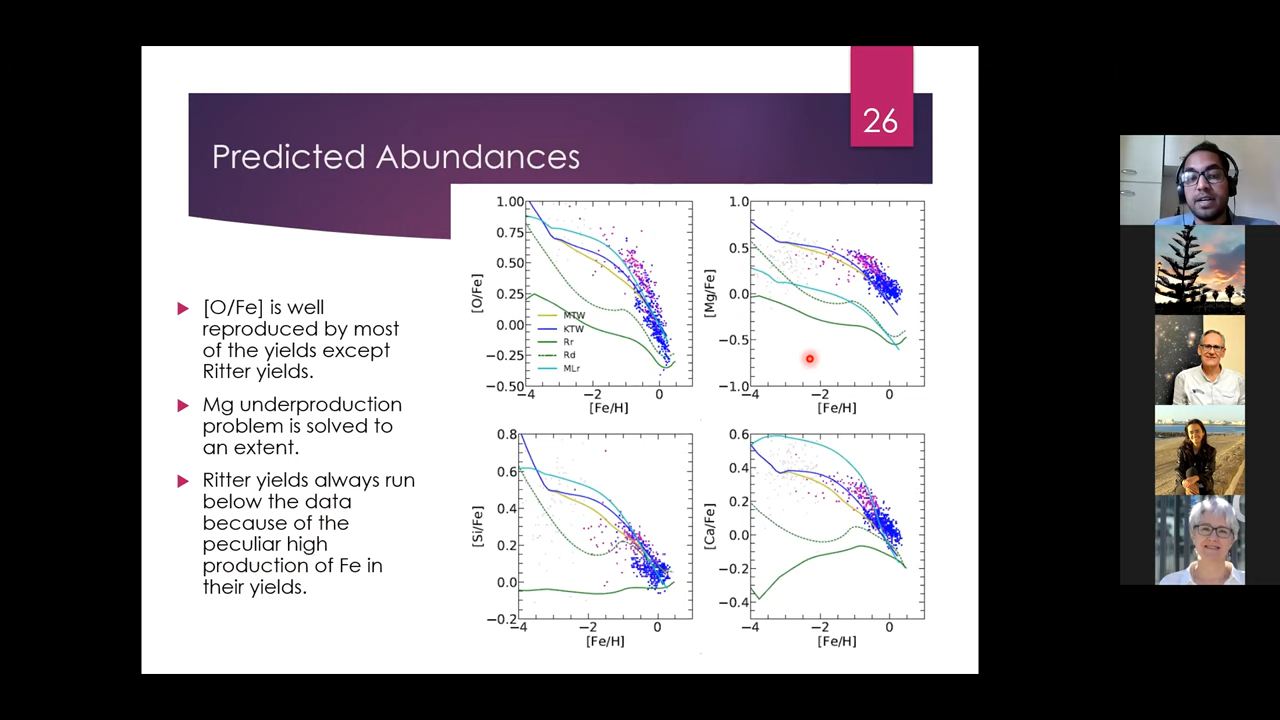 26
Predicted Abundances
[O/Fe] is well
reproduced by most
of the yields except
Ritter yields.
Mg underproduction
problem is solved to
an extent.
Ritter yields always run
below the data
because of the
peculiar high
production of Fe in
their yields.
1.00
0.75
0.50
0.25
0.00
−0.25
−0.50
[O/Fe]
MTW
KTW
Rr
Rd
MLr
−4
−2
0
[Fe/H]
1.0
0.5
0.0
−0.5
−1.0
[Mg/Fe]
−4
−2
0
[Fe/H]
0.8
0.6
0.4
0.2
0.0
−0.2
[Si/Fe]
−4
−2
0
[Fe/H]
0.6
0.4
0.2
0.0
−0.2
−0.4
[Ca/Fe]
−4
−2
0
[Fe/H]